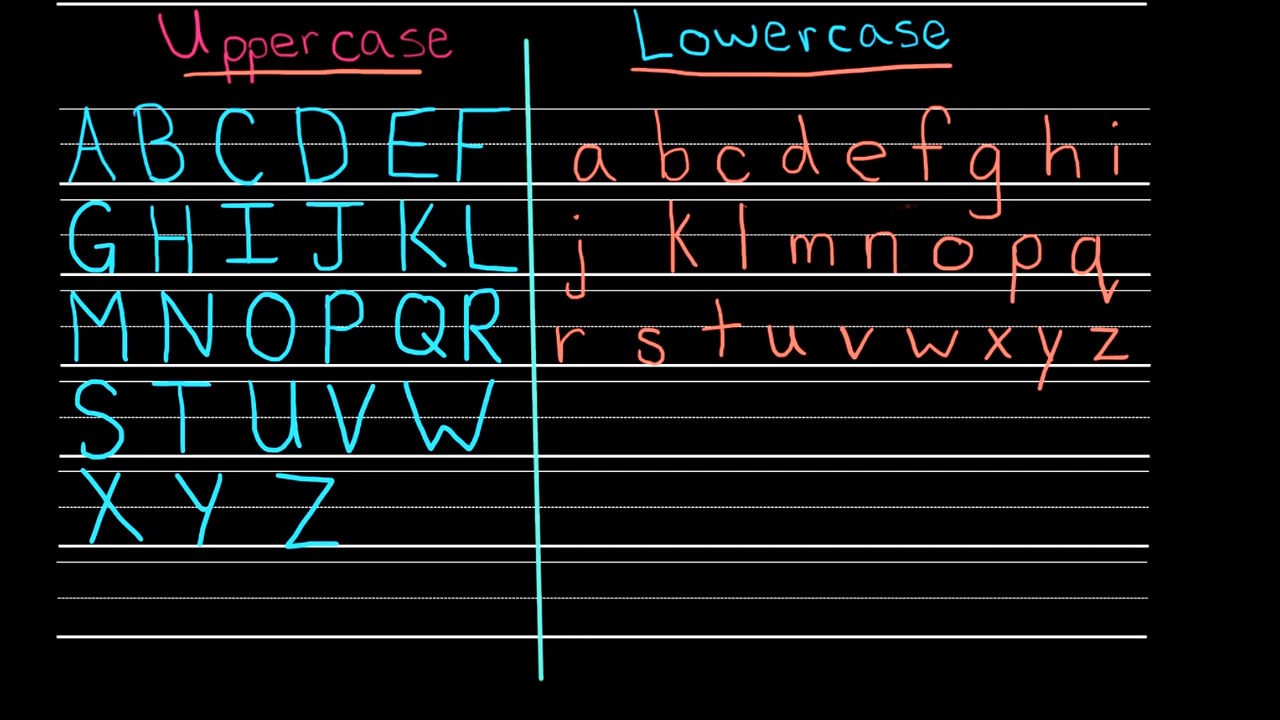 Uppercase
A B C D E F
G H I J K L
M N O P Q R
S T U V W
X Y Z
Lowercase
a b c d e f g h i
j k l m n o p q
r s t u v w x y z